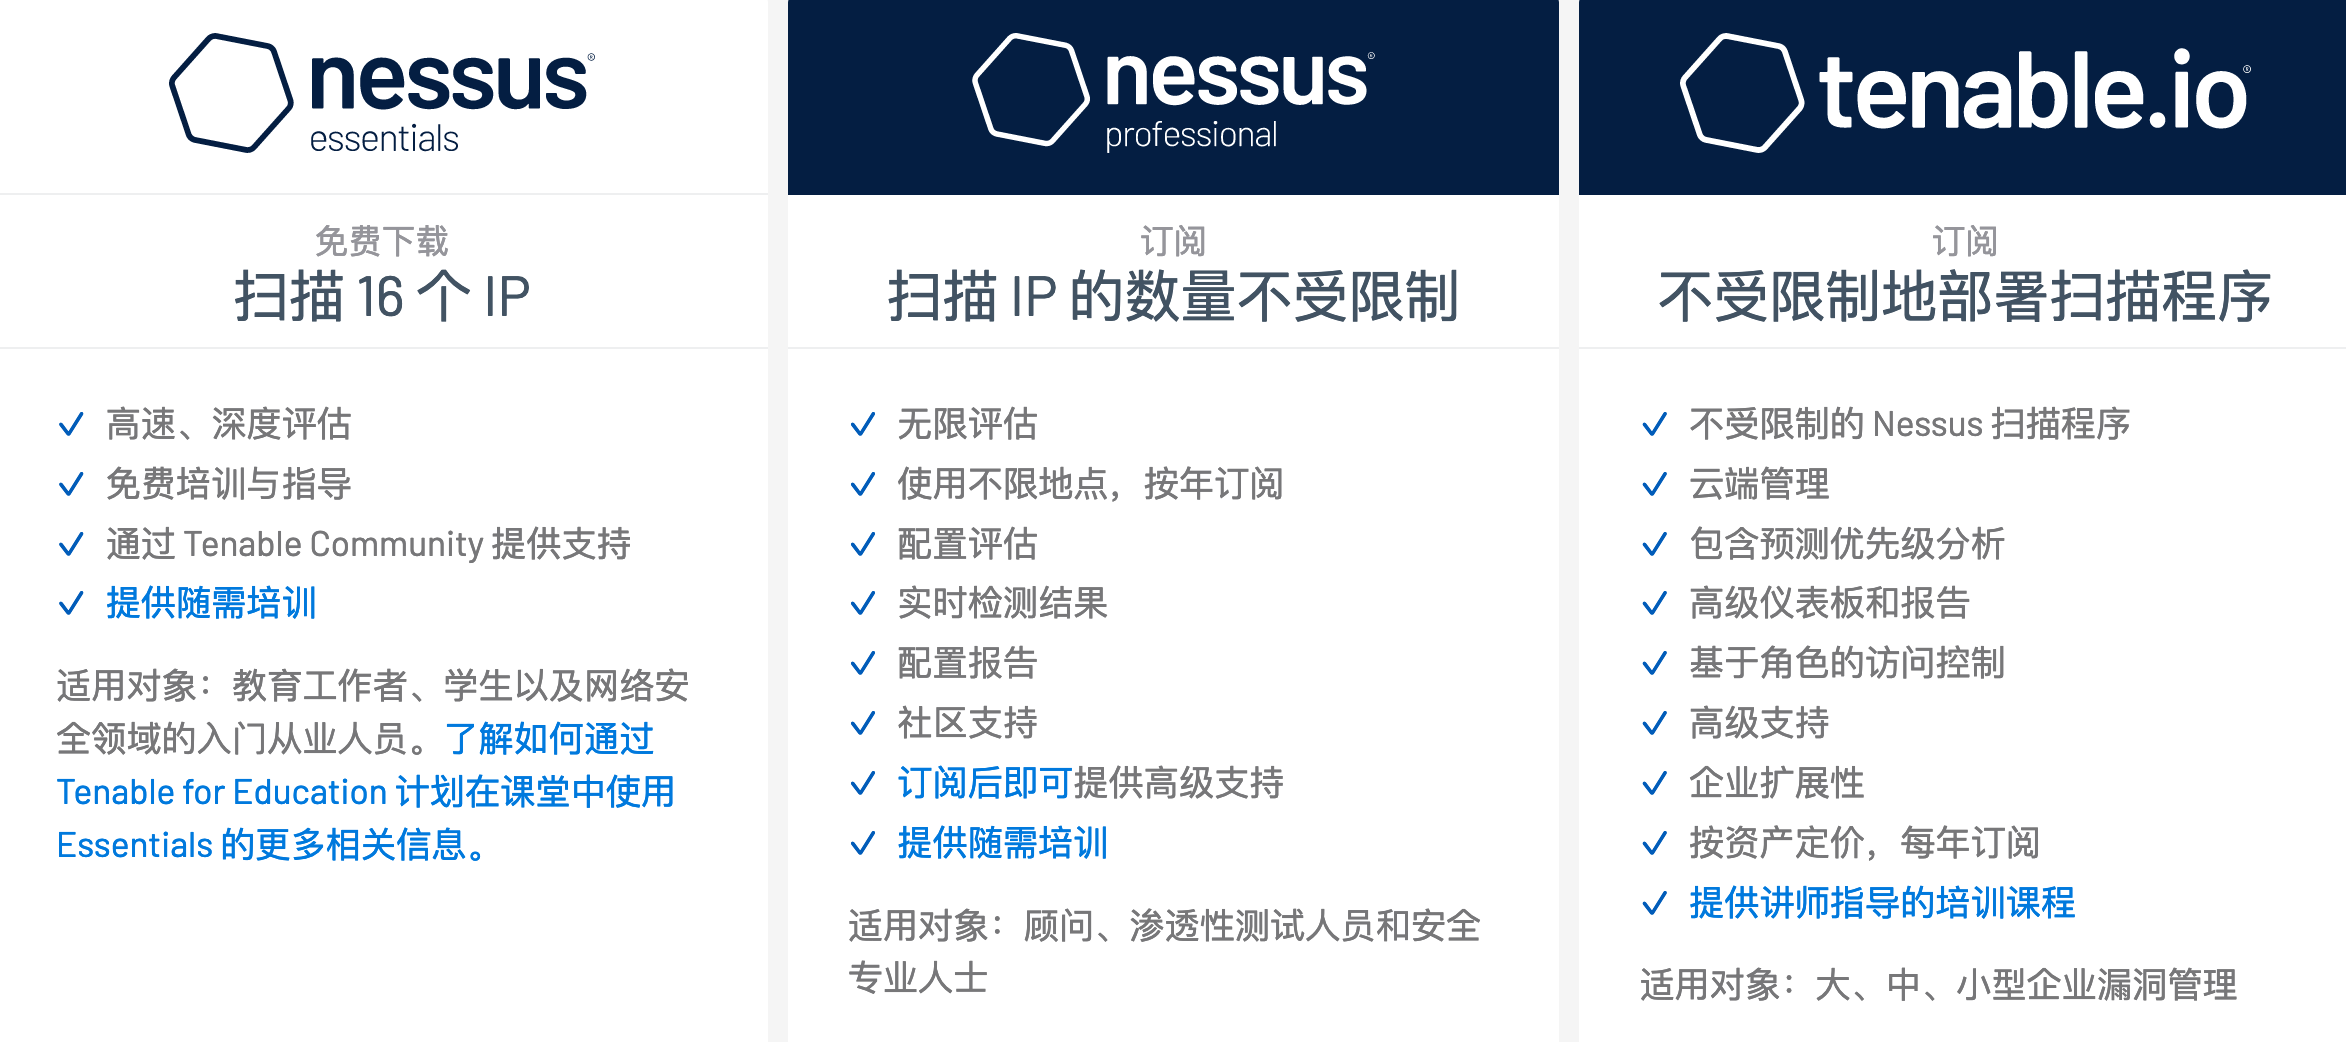 nessus®
essentials
免费下载
扫描 16 个 IP
高速、深度评估
免费培训与指导
通过 Tenable Community 提供支持
提供随需培训
适用对象：教育工作者、学生以及网络安
全领域的入门从业人员。了解如何通过
Tenable for Education 计划在课堂中使用
Essentials 的更多相关信息。
nessus®
professional
订阅
扫描 IP 的数量不受限制
无限评估
使用不限地点，按年订阅
配置评估
实时检测结果
配置报告
社区支持
订阅后即可提供高级支持
提供随需培训
适用对象：顾问、渗透性测试人员和安全
专业人士
tenable.io®
订阅
不受限制地部署扫描程序
不受限制的 Nessus 扫描程序
云端管理
包含预测优先级分析
高级仪表板和报告
基于角色的访问控制
高级支持
企业扩展性
按资产定价，每年订阅
提供讲师指导的培训课程
适用对象：大、中、小型企业漏洞管理